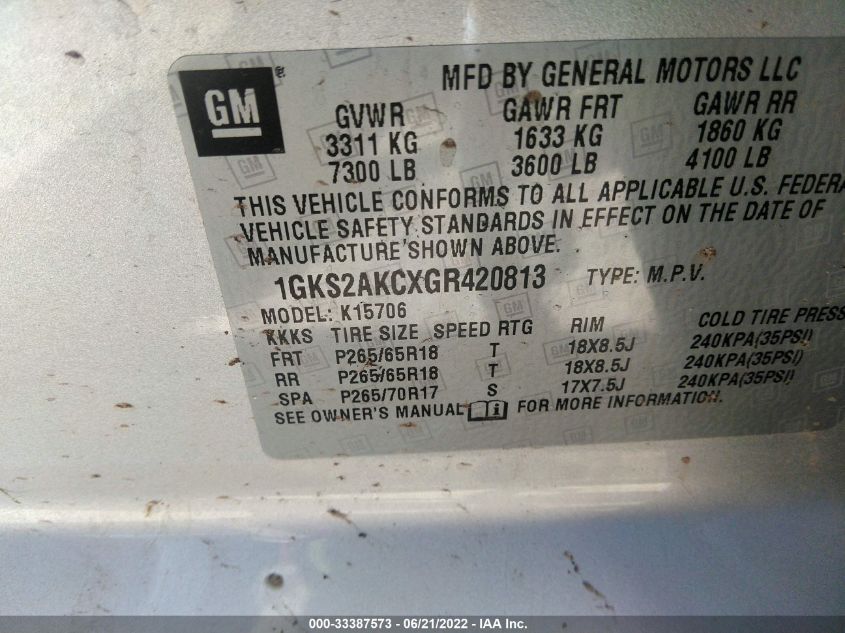 GM
MFD BY GENERAL MOTORS LLC
GVWR GAWR FRT GAWR RR
3311 KG 1633 KG 1860 KG
7300 LB 3600 LB 4100 LB
THIS VEHICLE CONFORMS TO ALL APPLICABLE U.S. FEDERA
VEHICLE SAFETY STANDARDS IN EFFECT ON THE DATE OF
MANUFACTURE SHOWN ABOVE.
1GKS2AKCXGR420813 TYPE: M.P.V.
MODEL: K15706
KKKS TIRE SIZE SPEED RTG RIM COLD TIRE PRESS
FRT P265/65R18 T 18X8.5J 240KPA(35PSI)
RR P265/65R18 T 18X8.5J 240KPA(35PSI)
SPA P265/70R17 S 17X7.5J 240KPA(35PSI)
SEE OWNER'S MANUAL FOR MORE INFORMATION.
000-33387573 - 06/21/2022 - IAA Inc.